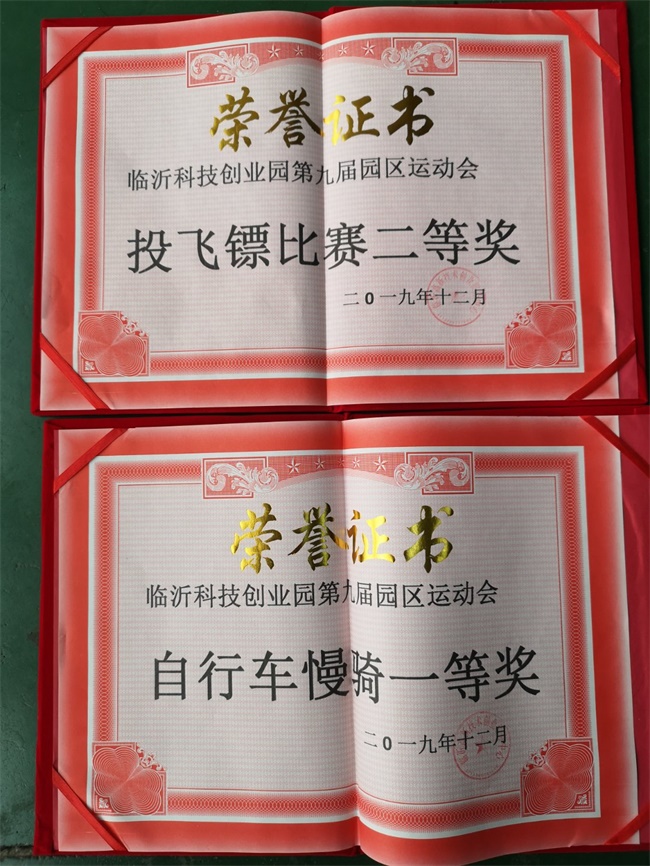 荣誉证书
临沂科技创业园第九届园区运动会
投飞镖比赛二等奖
二0一九年十二月
荣誉证书
临沂科技创业园第九届园区运动会
自行车慢骑一等奖
二0一九年十二月